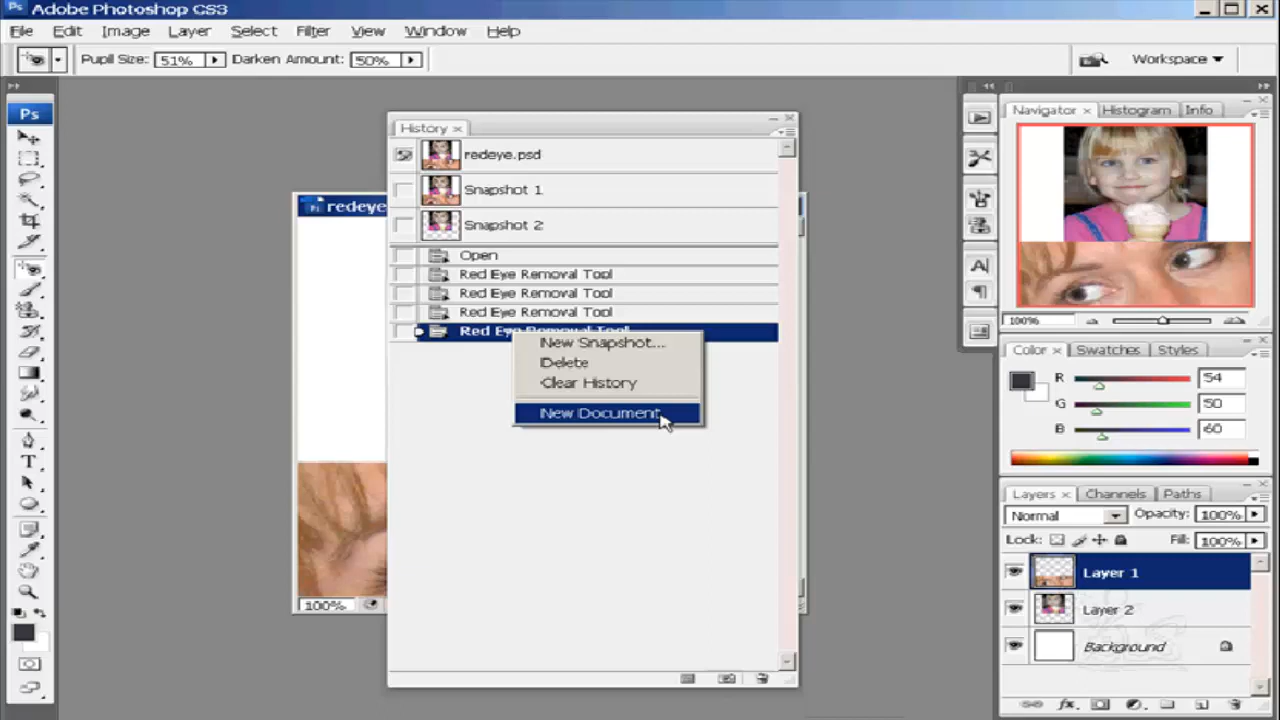 Ps Adobe Photoshop CS3
File Edit Image Layer Select Filter View Window Help
Pupil Size: 51% Darken Amount: 50% Workspace
Ps
History ×
redeye.psd
Snapshot 1
Snapshot 2
Open
Red Eye Removal Tool
Red Eye Removal Tool
Red Eye Removal Tool
Red Eye Removal Tool
New Snapshot...
Delete
Clear History
New Document
redeye
100%
Navigator × Histogram Info
100%
Color × Swatches Styles
R 54
G 50
B 60
Layers × Channels Paths
Normal Opacity: 100%
Lock: Fill: 100%
Layer 1
Layer 2
Background